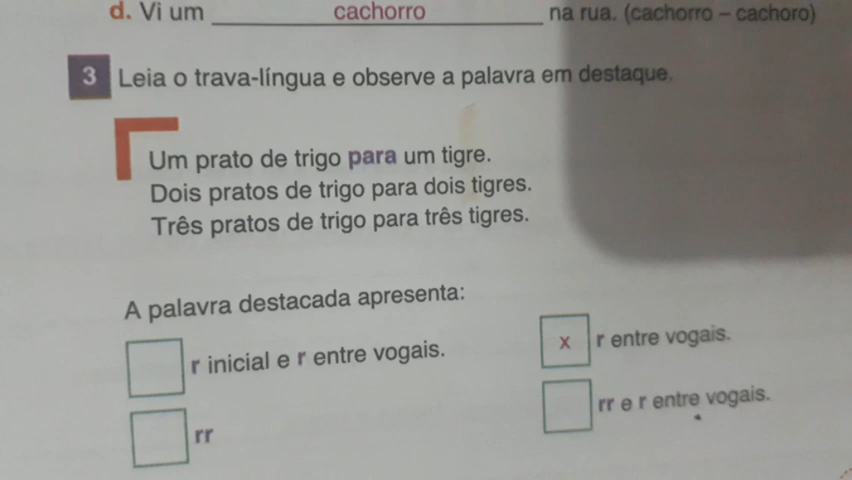 d. Vi um cachorro na rua. (cachorro – cachoro)
3 Leia o trava-língua e observe a palavra em destaque.
Um prato de trigo para um tigre.
Dois pratos de trigo para dois tigres.
Três pratos de trigo para três tigres.
A palavra destacada apresenta:
r inicial e r entre vogais.
x r entre vogais.
rr
rr e r entre vogais.